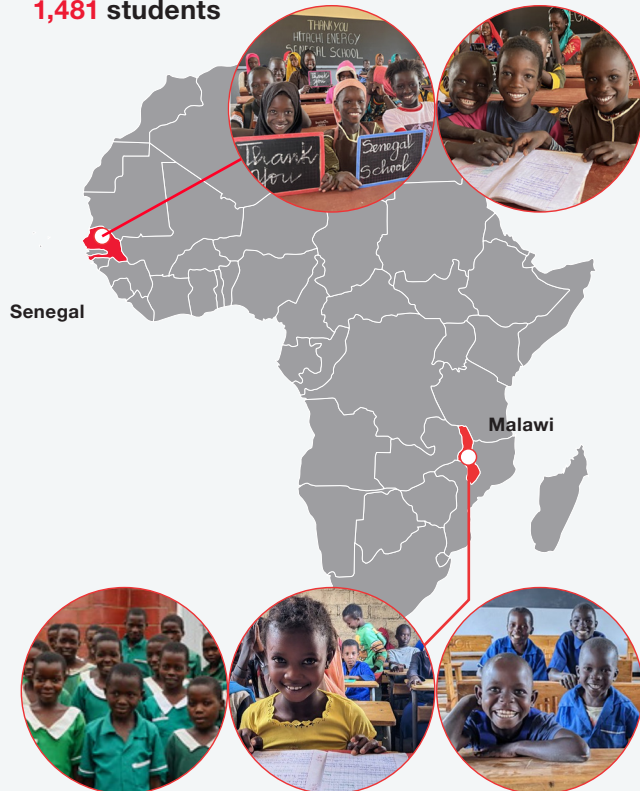 1,481 students
THANK YOU
HITACHI ENERGY
SENEGAL SCHOOL
Thank
You
Senegal
School
Senegal
Malawi